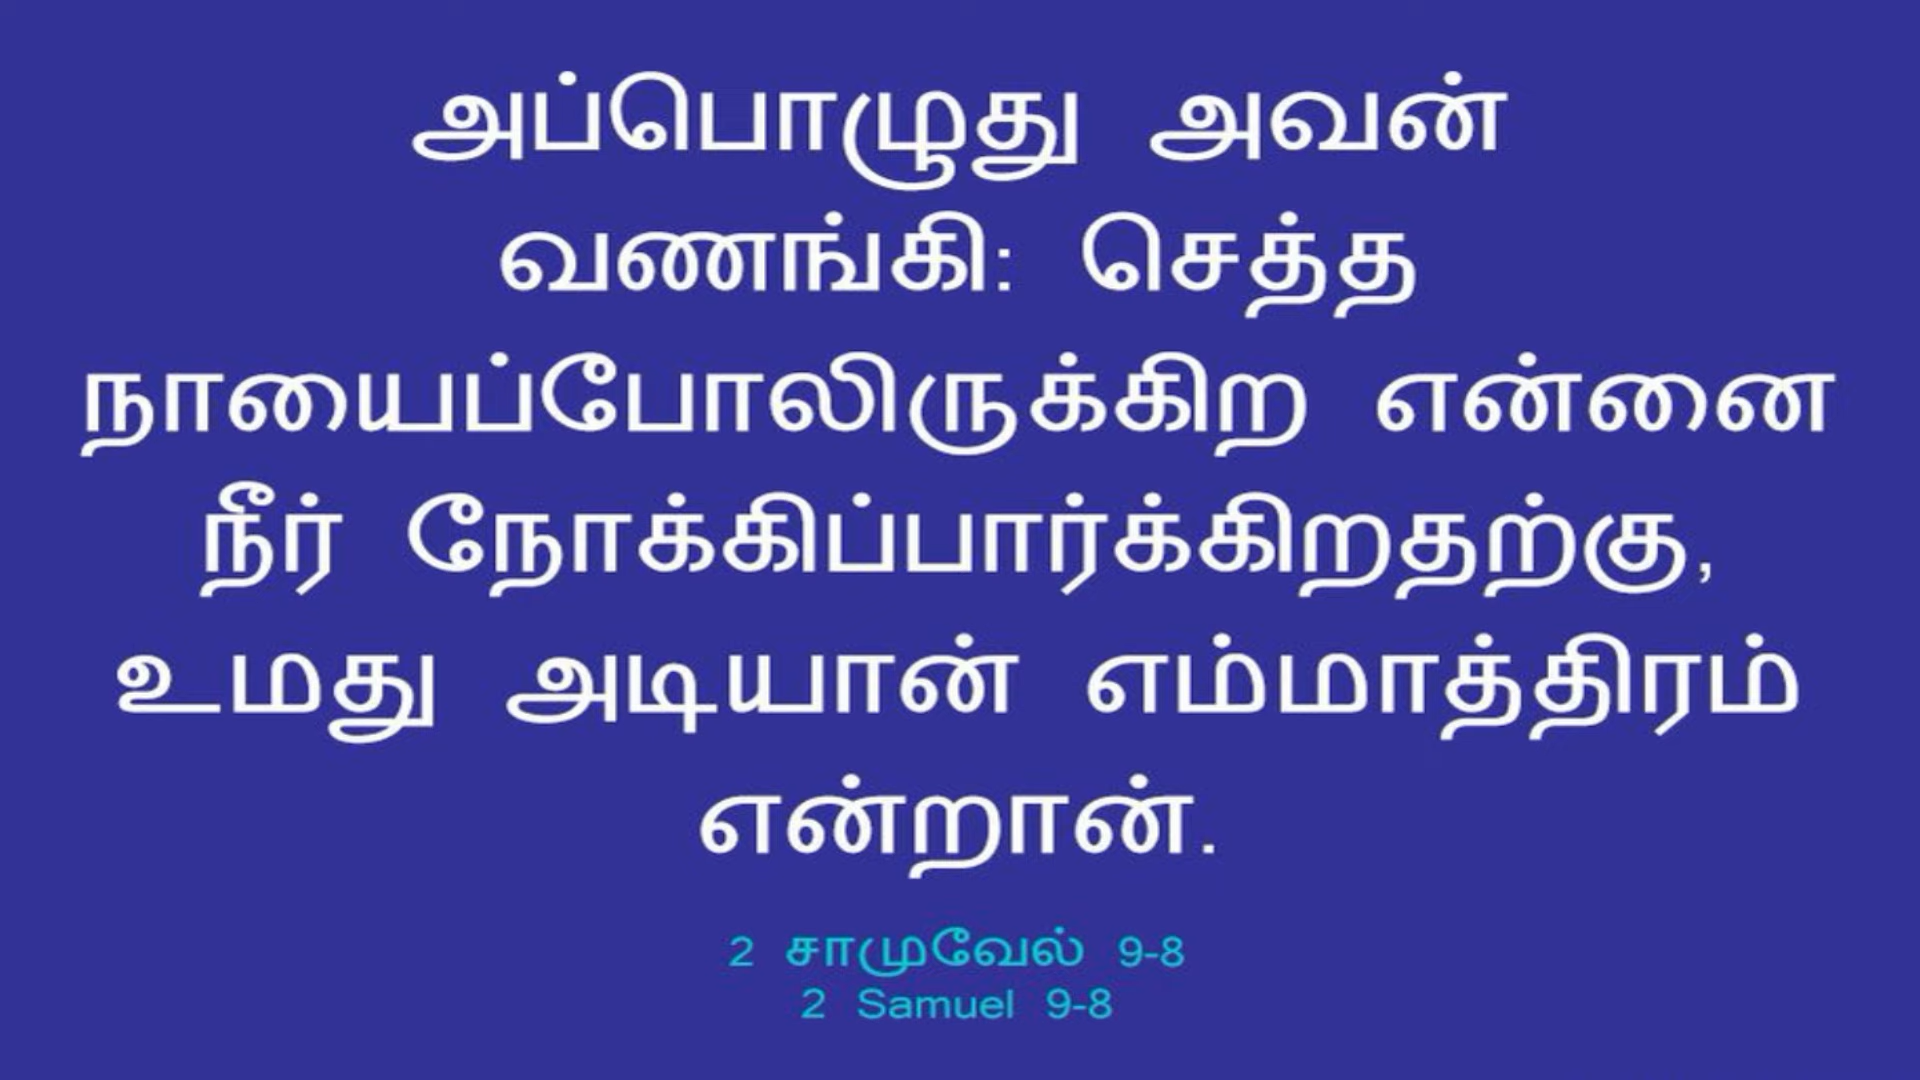 அப்பொழுது அவன்
வணங்கி: செத்த
நாயைப்போலிருக்கிற என்னை
நீர் நோக்கிப்பார்க்கிறதற்கு,
உமது அடியான் எம்மாத்திரம்
என்றான்.
2 சாமுவேல் 9-8
2 Samuel 9-8